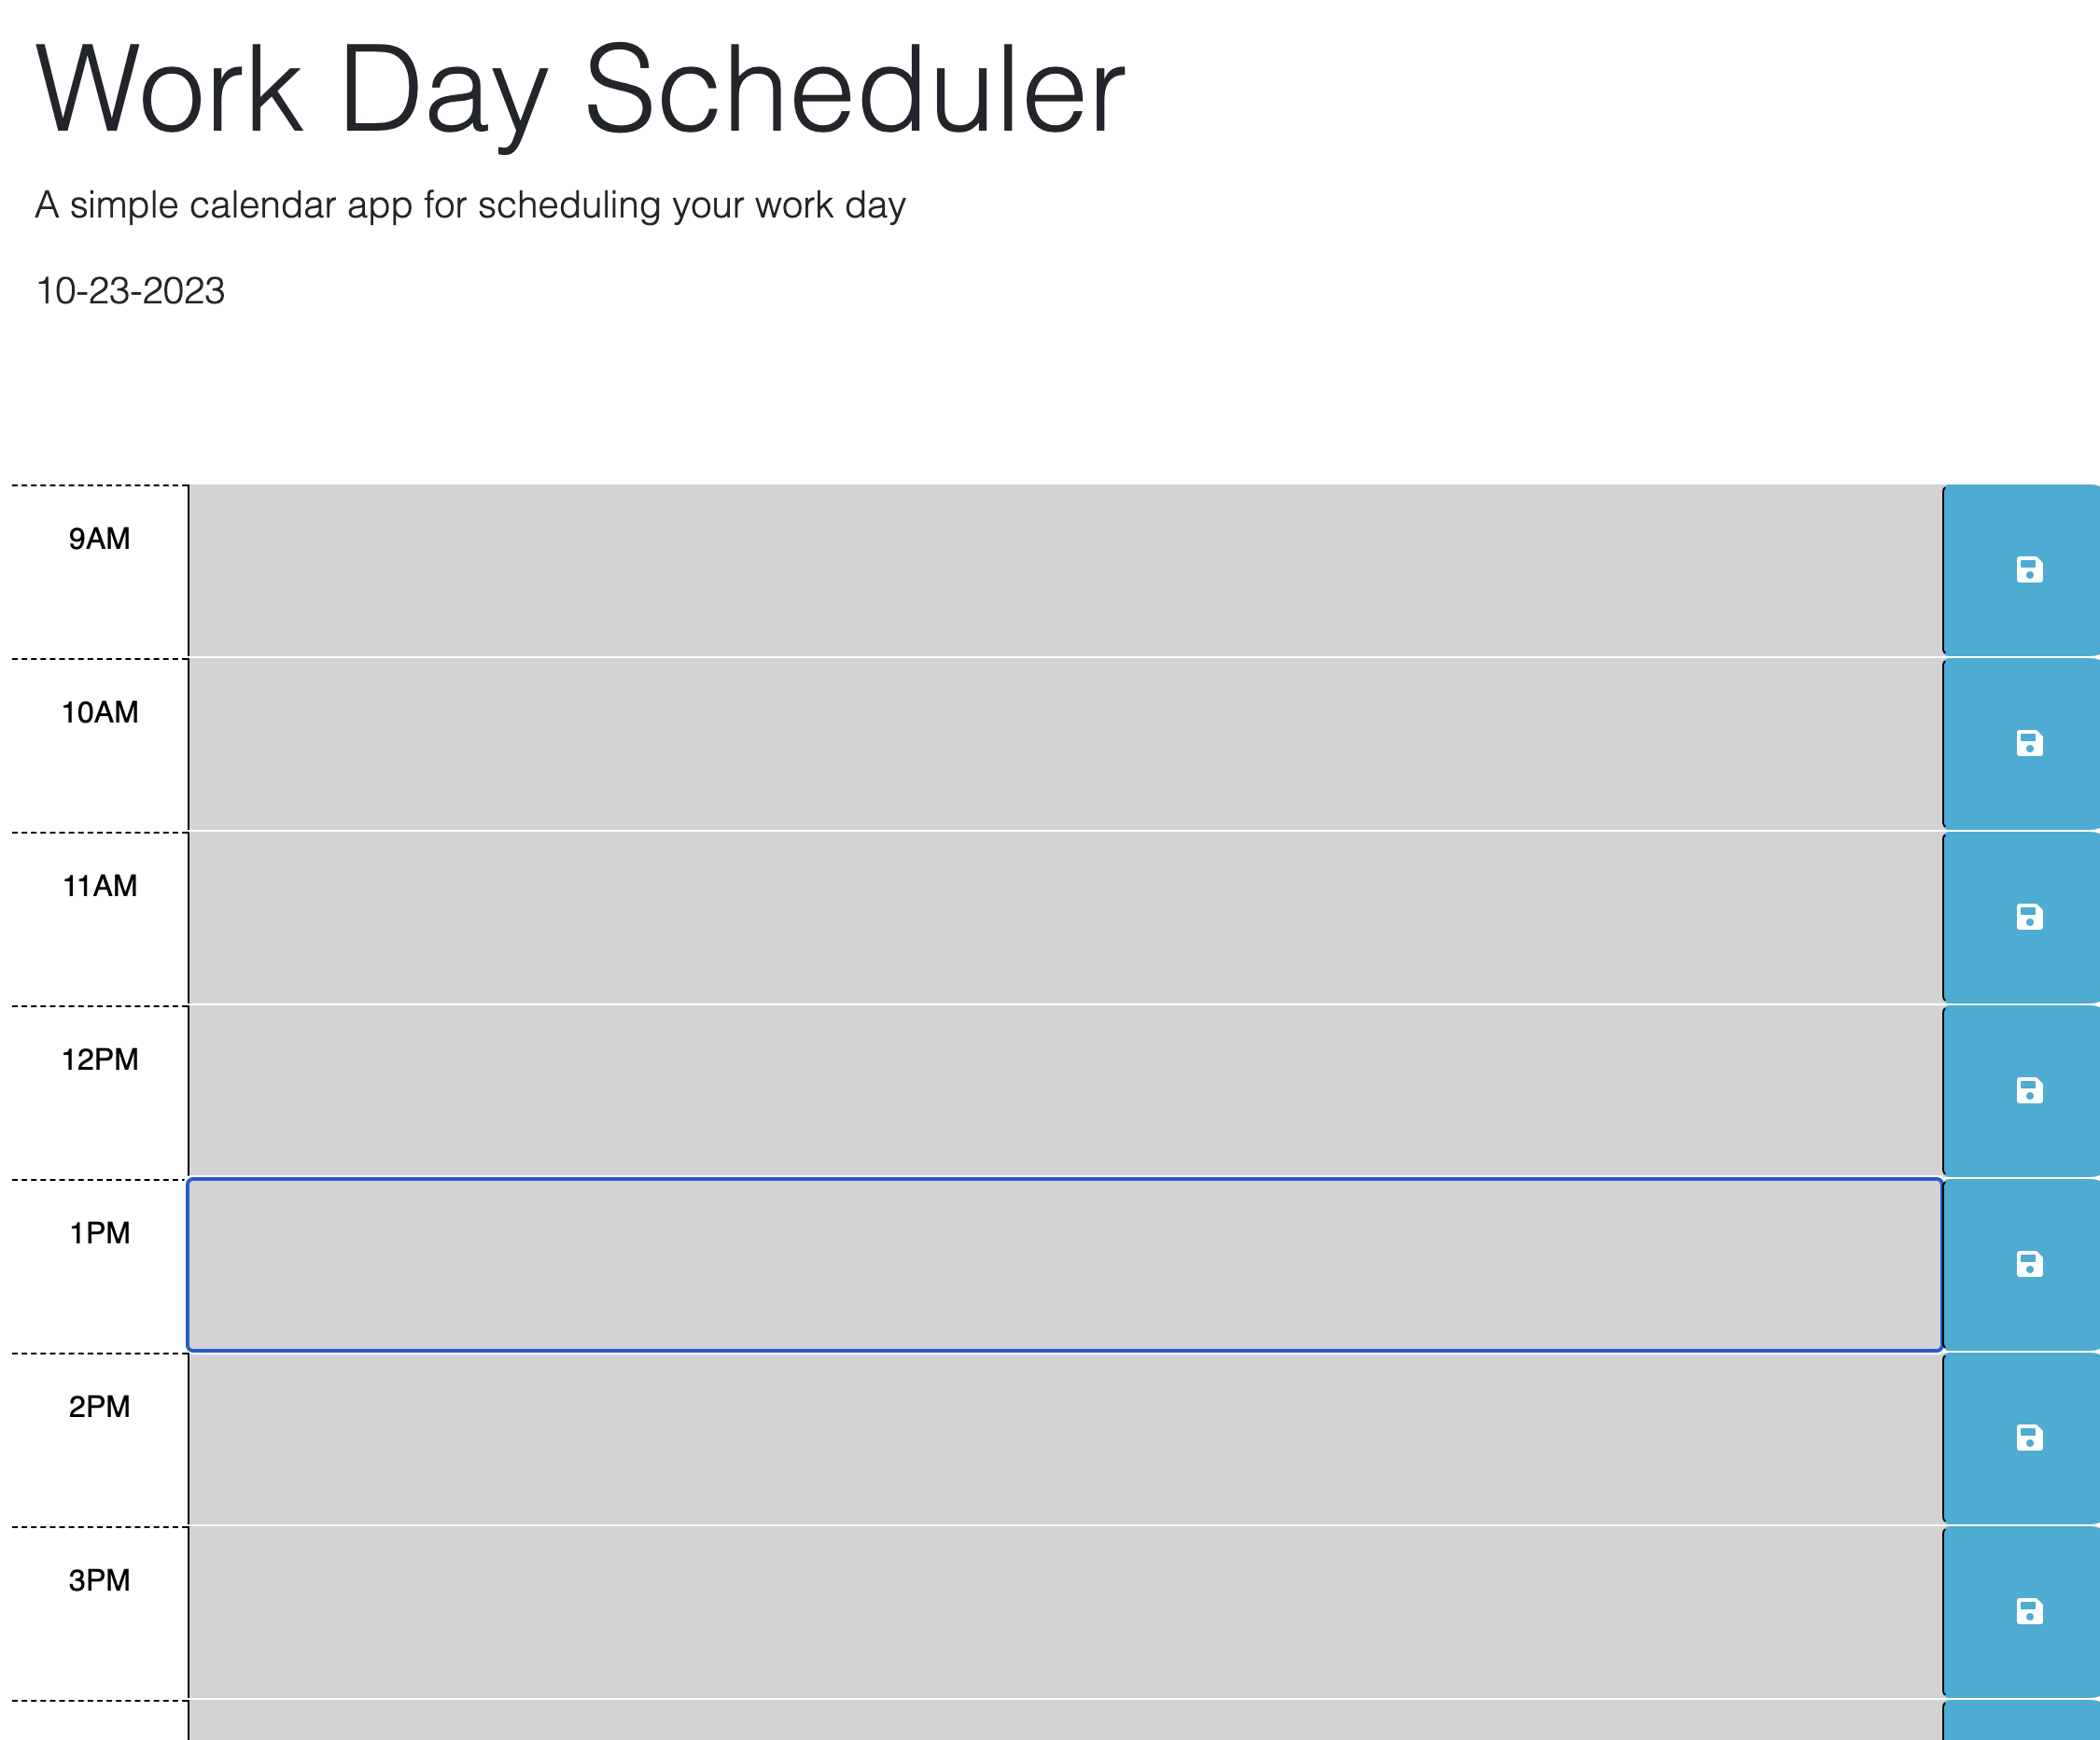 Work Day Scheduler
A simple calendar app for scheduling your work day
10-23-2023
9AM
10AM
11AM
12PM
1PM
2PM
3PM